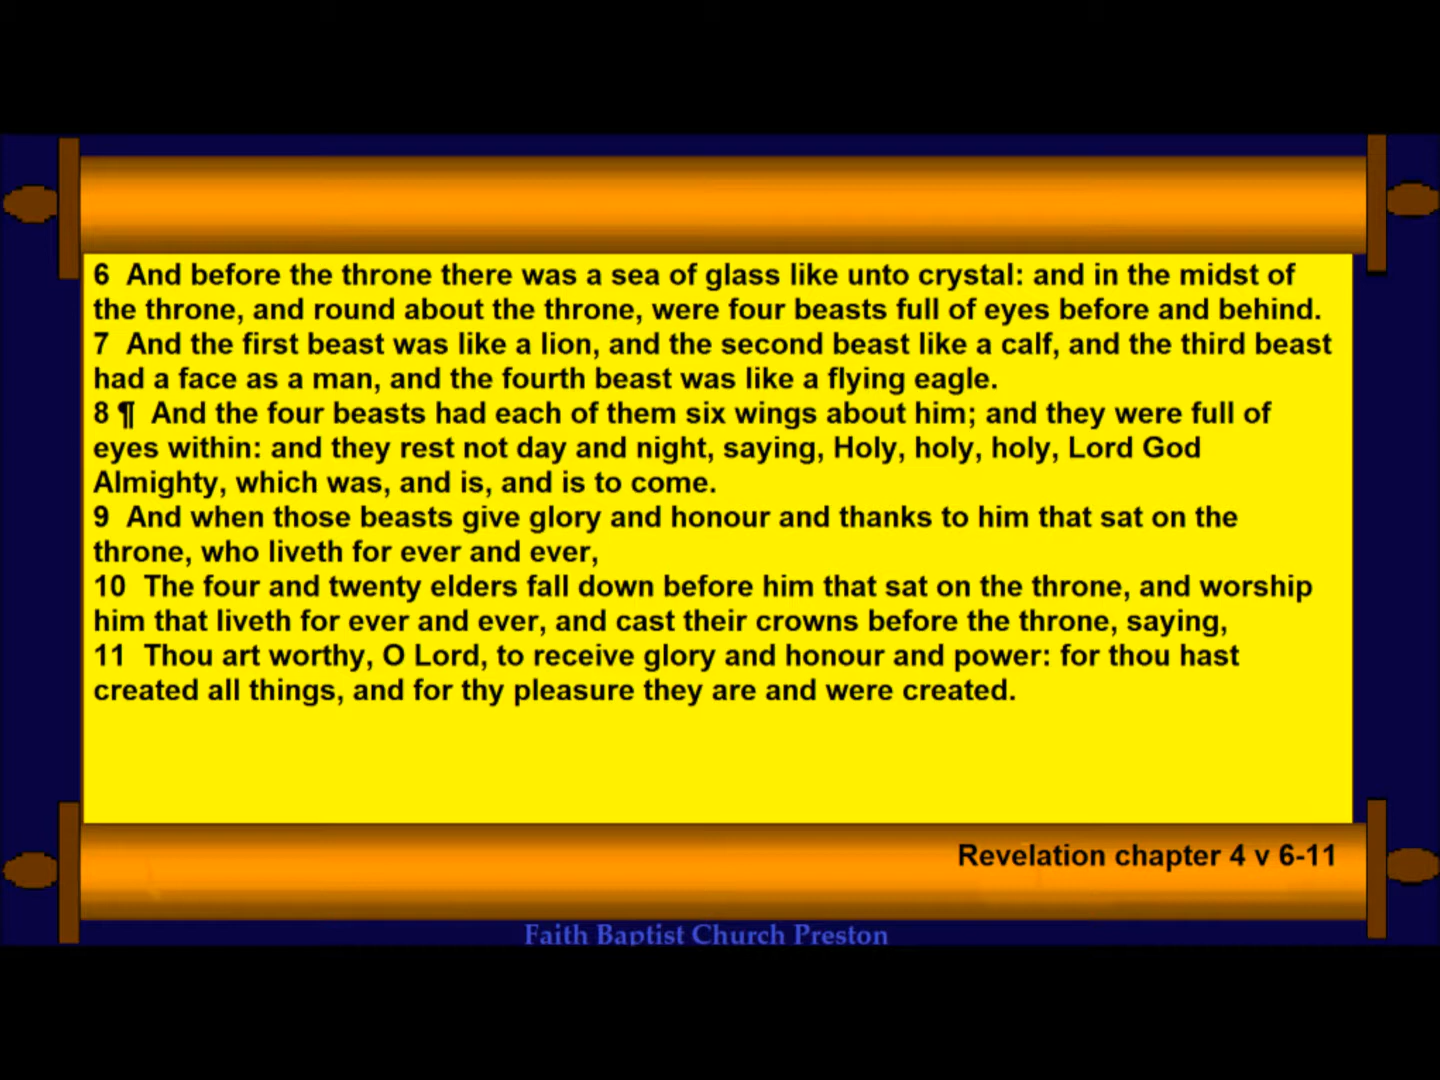 6 And before the throne there was a sea of glass like unto crystal: and in the midst of
the throne, and round about the throne, were four beasts full of eyes before and behind.
7 And the first beast was like a lion, and the second beast like a calf, and the third beast
had a face as a man, and the fourth beast was like a flying eagle.
8 ¶ And the four beasts had each of them six wings about him; and they were full of
eyes within: and they rest not day and night, saying, Holy, holy, holy, Lord God
Almighty, which was, and is, and is to come.
9 And when those beasts give glory and honour and thanks to him that sat on the
throne, who liveth for ever and ever,
10 The four and twenty elders fall down before him that sat on the throne, and worship
him that liveth for ever and ever, and cast their crowns before the throne, saying,
11 Thou art worthy, O Lord, to receive glory and honour and power: for thou hast
created all things, and for thy pleasure they are and were created.
Revelation chapter 4 v 6-11
Faith Baptist Church Preston